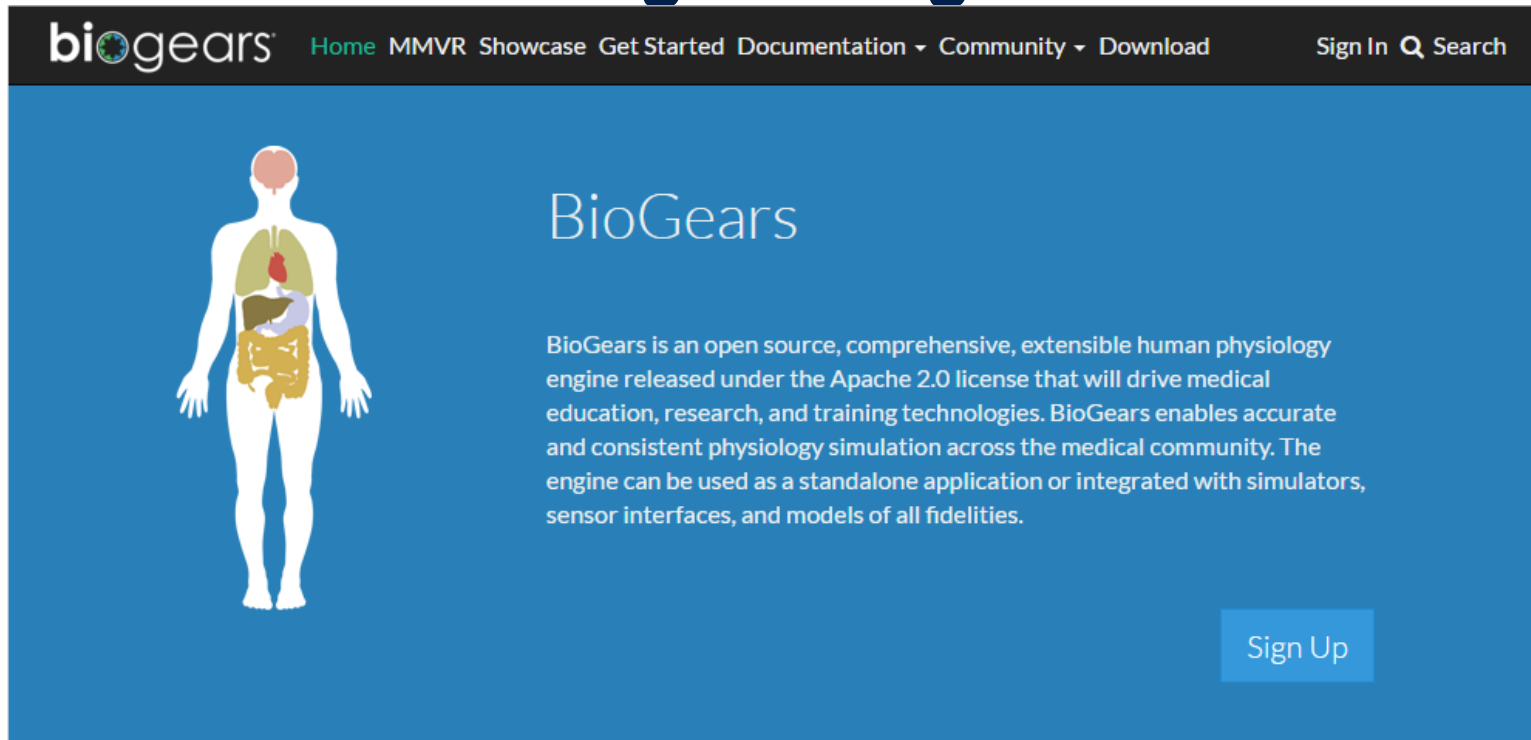 biogears Home MMVR Showcase Get Started Documentation Community Download Sign In Search
BioGears
BioGears is an open source, comprehensive, extensible human physiology
engine released under the Apache 2.0 license that will drive medical
education, research, and training technologies. BioGears enables accurate
and consistent physiology simulation across the medical community. The
engine can be used as a standalone application or integrated with simulators,
sensor interfaces, and models of all fidelities.
Sign Up